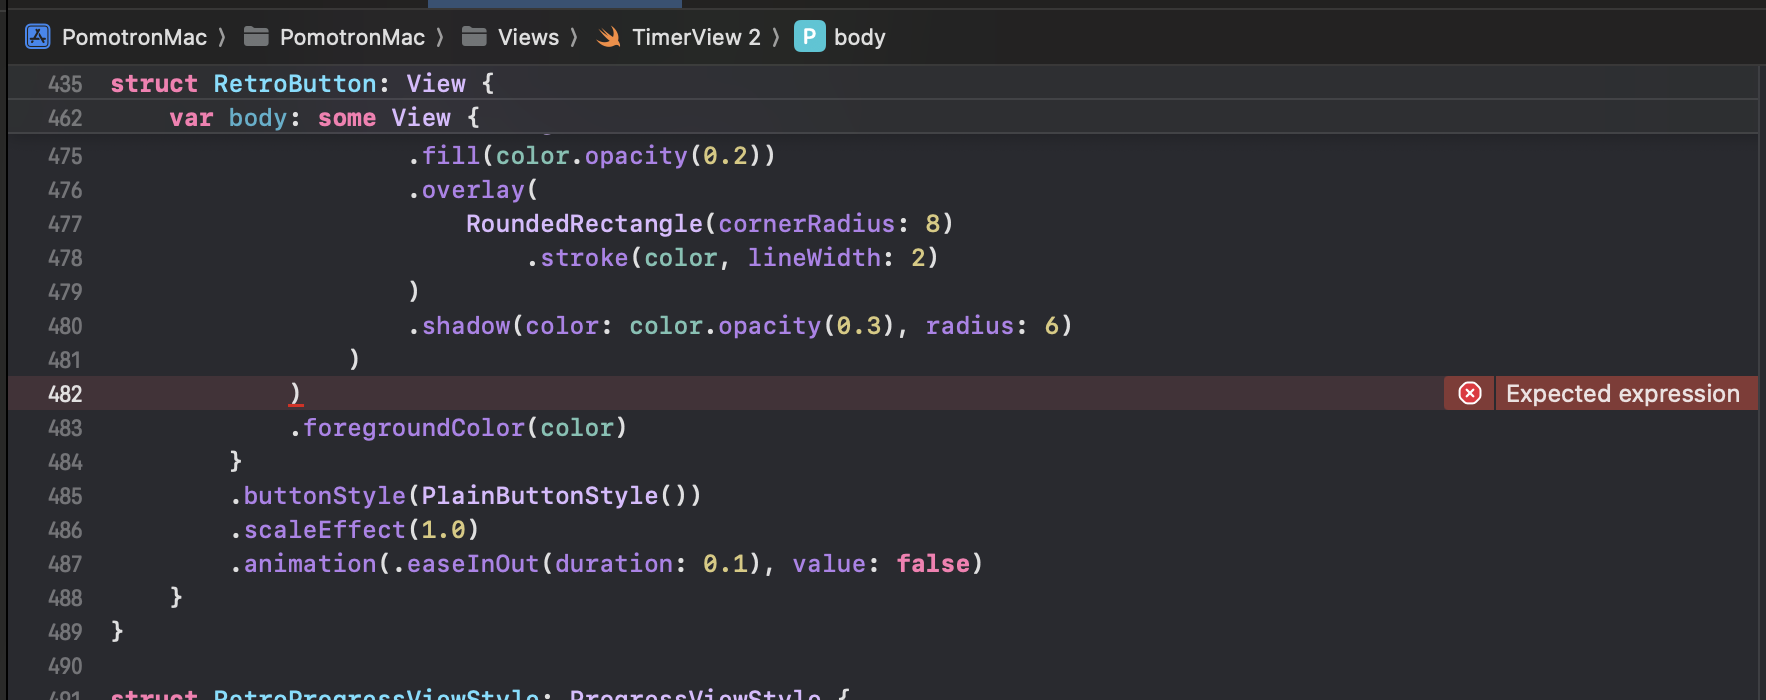 PomotronMac 〉 PomotronMac 〉 Views 〉 TimerView 2 〉 P body
435 struct RetroButton: View {
462 var body: some View {
475 .fill(color.opacity(0.2))
476 .overlay(
477 RoundedRectangle(cornerRadius: 8)
478 .stroke(color, lineWidth: 2)
479 )
480 .shadow(color: color.opacity(0.3), radius: 6)
481 )
482 ) Expected expression
483 .foregroundColor(color)
484 }
485 .buttonStyle(PlainButtonStyle())
486 .scaleEffect(1.0)
487 .animation(.easeInOut(duration: 0.1), value: false)
488 }
489 }
490
491 struct RetroProgressViewStyle: ProgressViewStyle {